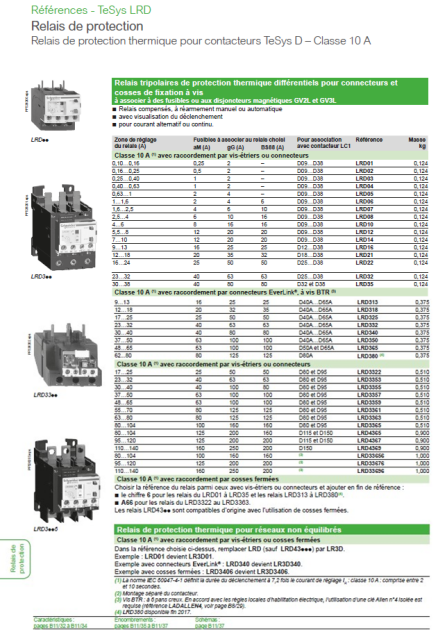 Références - TeSys LRD
Relais de protection
Relais de protection thermique pour contacteurs TeSys D – Classe 10 A
Relais tripolaires de protection thermique différentiels pour connecteurs et
cosses de fixation à vis
à associer à des fusibles ou aux disjoncteurs magnétiques GV2L et GV3L
■ Relais compensés, à réarmement manuel ou automatique
■ avec visualisation du déclenchement
■ pour courant alternatif ou continu.
LRD●●
Zone de réglage Fusibles à associer au relais choisi Pour association Référence Masse
du relais (A) aM (A) gG (A) BS88 (A) avec contacteur LC1 kg
Classe 10 A (1) avec raccordement par vis-étriers ou connecteurs
0,10...0,16 0,25 2 – D09...D38 LRD01 0,124
0,16...0,25 0,5 2 – D09...D38 LRD02 0,124
0,25...0,40 1 2 – D09...D38 LRD03 0,124
0,40...0,63 1 2 – D09...D38 LRD04 0,124
0,63...1 2 4 – D09...D38 LRD05 0,124
1...1,6 2 4 6 D09...D38 LRD06 0,124
1,6...2,5 4 6 10 D09...D38 LRD07 0,124
2,5...4 6 10 16 D09...D38 LRD08 0,124
4...6 8 16 16 D09...D38 LRD10 0,124
5,5...8 12 20 20 D09...D38 LRD12 0,124
7...10 12 20 20 D09...D38 LRD14 0,124
9...13 16 25 25 D12...D38 LRD16 0,124
12...18 20 35 32 D18...D38 LRD21 0,124
16...24 25 50 50 D25...D38 LRD22 0,124
LRD3●●
23...32 40 63 63 D25...D38 LRD32 0,124
30...38 40 80 80 D32 et D38 LRD35 0,124
Classe 10 A (1) avec raccordement par connecteurs EverLink®, à vis BTR (3)
9...13 16 25 25 D40A...D65A LRD313 0,375
12...18 20 32 35 D40A...D65A LRD318 0,375
17...25 25 50 50 D40A...D65A LRD325 0,375
23...32 40 63 63 D40A...D65A LRD332 0,375
30...40 40 80 80 D40A...D65A LRD340 0,375
37...50 63 100 100 D40A...D65A LRD350 0,375
48...65 63 100 100 D50A et D65A LRD365 0,375
62...80 80 125 125 D80A LRD380 (4) 0,375
Classe 10 A (1) avec raccordement par vis-étriers ou connecteurs
17...25 25 50 50 D80 et D95 LRD3322 0,510
23...32 40 63 63 D80 et D95 LRD3353 0,510
30...40 40 100 80 D80 et D95 LRD3355 0,510
37...50 63 100 100 D80 et D95 LRD3357 0,510
48...65 63 100 100 D80 et D95 LRD3359 0,510
55...70 80 125 125 D80 et D95 LRD3361 0,510
63...80 80 125 125 D80 et D95 LRD3363 0,510
80...104 100 160 160 D80 et D95 LRD3365 0,510
80...104 125 200 160 D115 et D150 LRD4365 0,900
95...120 125 200 200 D115 et D150 LRD4367 0,900
110...140 160 250 200 D150 LRD4369 0,900
80...104 100 160 160 (2) LRD33656 1,000
95...120 125 200 200 (2) LRD33676 1,000
110...140 160 250 200 (2) LRD33696 1,000
LRD33●●
Classe 10 A (1) avec raccordement par cosses fermées
Choisir la référence du relais parmi ceux avec vis-étriers ou connecteurs et ajouter en fin de référence :
■ le chiffre 6 pour les relais du LRD01 à LRD35 et les relais LRD313 à LRD380(4).
■ A66 pour les relais du LRD3322 au LRD3363.
Les relais LRD43●● sont compatibles d'origine avec l'utilisation de cosses fermées.
LRD33●●6
Relais de protection thermique pour réseaux non équilibrés
Classe 10 A (1) avec raccordement par vis-étriers ou cosses fermées
Dans la référence choisie ci-dessus, remplacer LRD (sauf LRD43●●●) par LR3D.
Exemple : LRD01 devient LR3D01.
Exemple avec connecteurs EverLink® : LRD340 devient LR3D340.
Exemple avec cosses fermées : LRD3406 devient LR3D3406.
(1) La norme IEC 60947-4-1 définit la durée du déclenchement à 7,2 fois le courant de réglage Ir : classe 10 A : comprise entre 2
et 10 secondes.
(2) Montage séparé du contacteur.
(3) Vis BTR : à 6 pans creux. En accord avec les règles locales d'habilitation électrique, l'utilisation d'une clé Allen n°4 isolée est
requise (référence LADALLEN4, voir page B8/29).
(4) LRD380 disponible fin 2017.
Relais de
protection
Caractéristiques : Encombrements : Schémas :
pages B11/32 à B11/34 pages B11/35 à B11/37 page B11/37